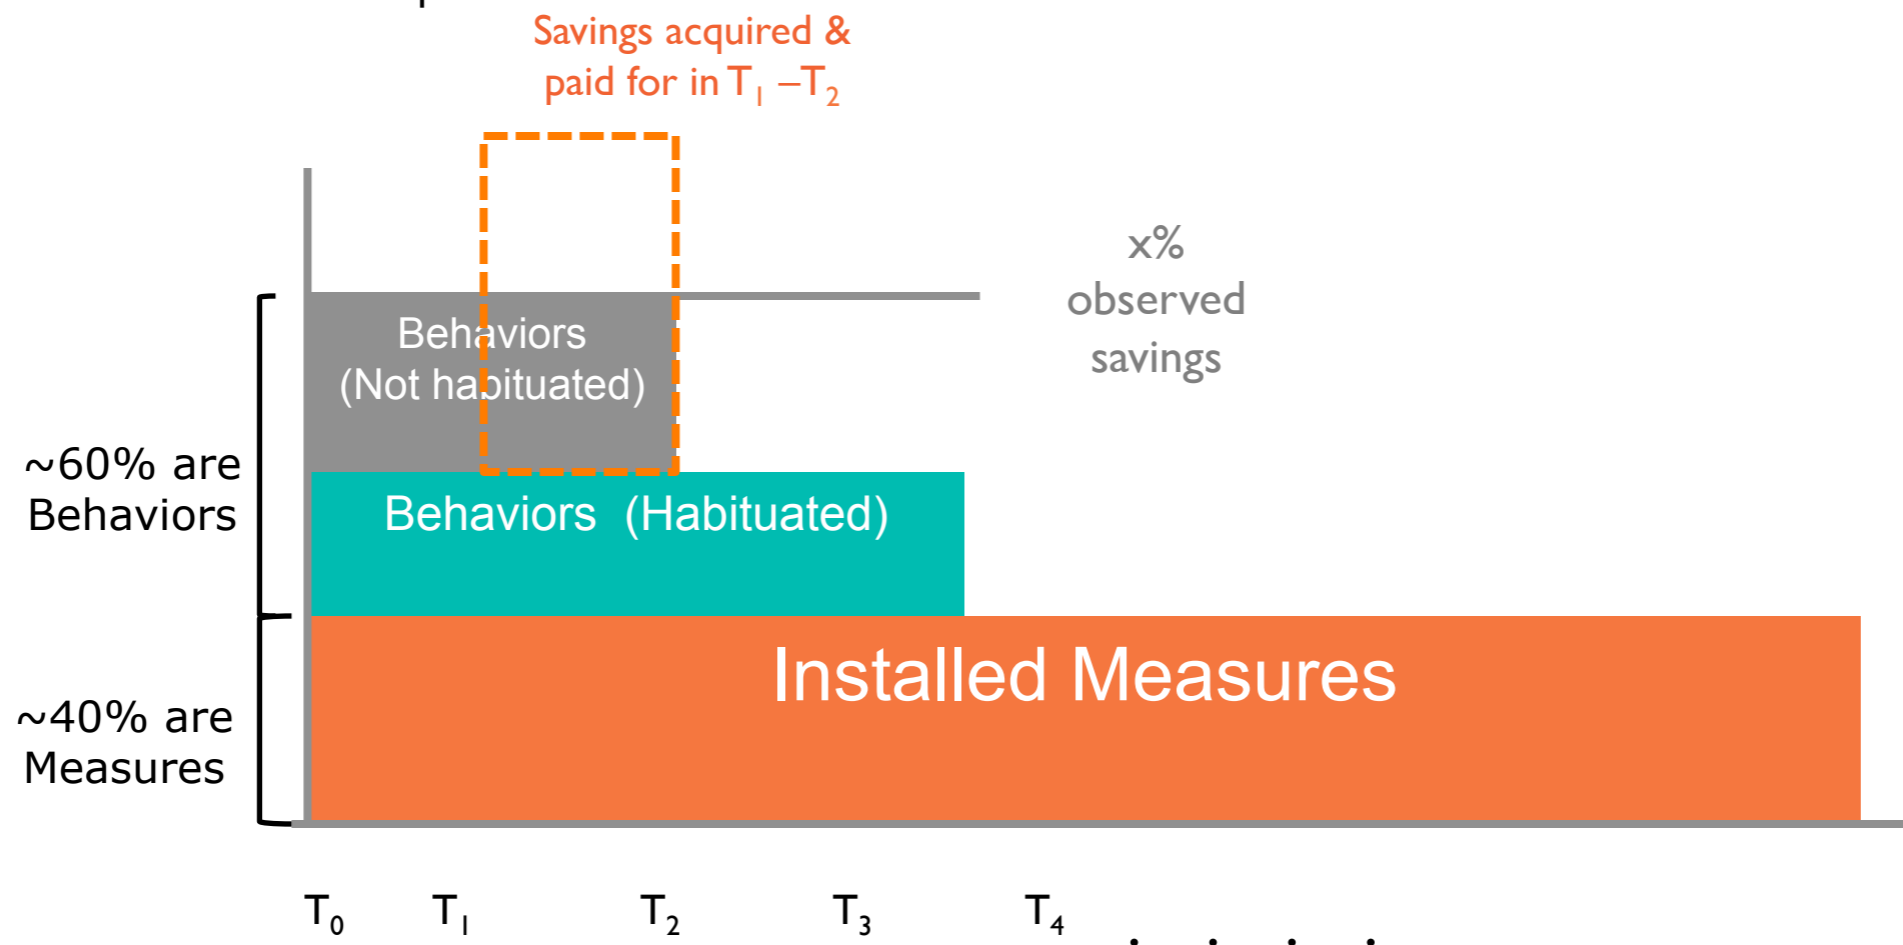 Savings acquired &
paid for in T₁ –T₂
x%
observed
savings
Behaviors
(Not habituated)
~60% are
Behaviors
Behaviors (Habituated)
Installed Measures
~40% are
Measures
T₀ T₁ T₂ T₃ T₄